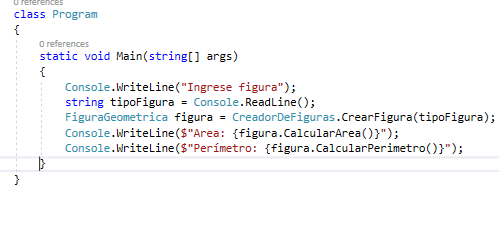 0 references
class Program
{
0 references
static void Main(string[] args)
{
Console.WriteLine("Ingrese figura");
string tipoFigura = Console.ReadLine();
FiguraGeometrica figura = CreadorDeFiguras.CrearFigura(tipoFigura);
Console.WriteLine($"Area: {figura.CalcularArea()}");
Console.WriteLine($"Perímetro: {figura.CalcularPerimetro()}");
}
}